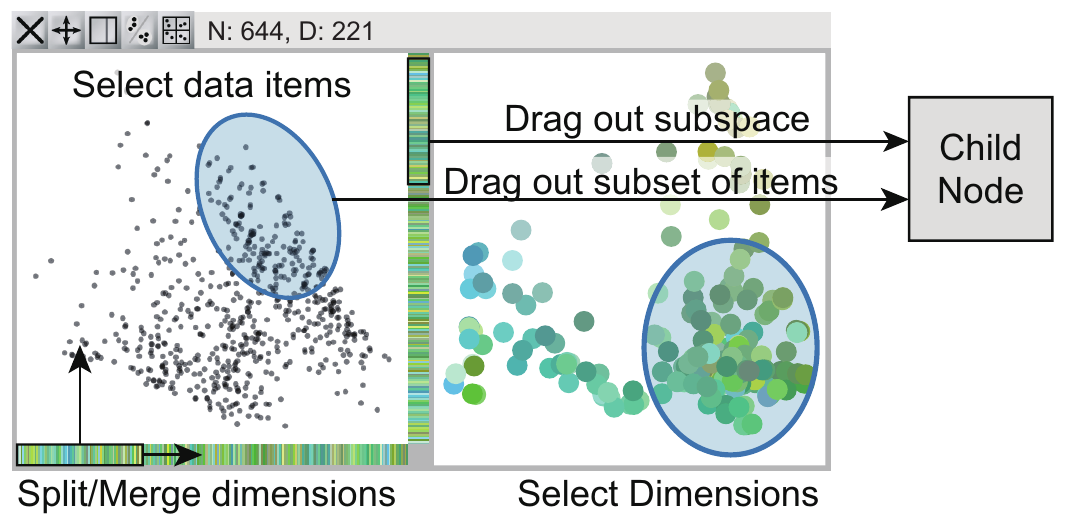 N: 644, D: 221
Select data items
Drag out subspace
Drag out subset of items
Child
Node
Split/Merge dimensions
Select Dimensions